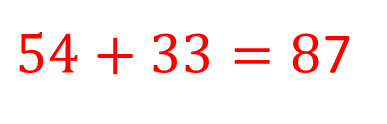 54 + 33 = 87